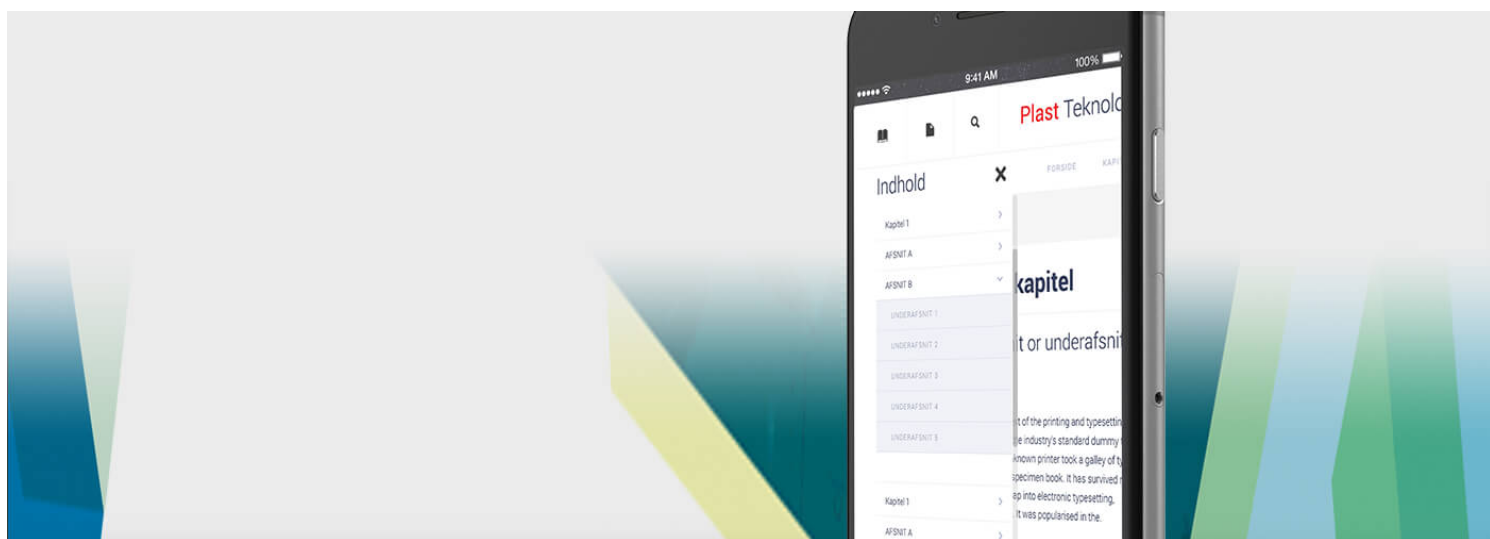 9:41 AM
100%
Plast Teknolo
FORSIDE KAPI
Indhold
Kapitel 1
AFSNIT A
AFSNIT B
UNDERAFSNIT 1
UNDERAFSNIT 2
UNDERAFSNIT 3
UNDERAFSNIT 4
UNDERAFSNIT 5
Kapitel 1
AFSNIT A
kapitel
it or underafsnit
t of the printing and typesettin
e industry's standard dummy
known printer took a galley of ty
specimen book. It has survived
ap into electronic typesetting,
. It was popularised in the.